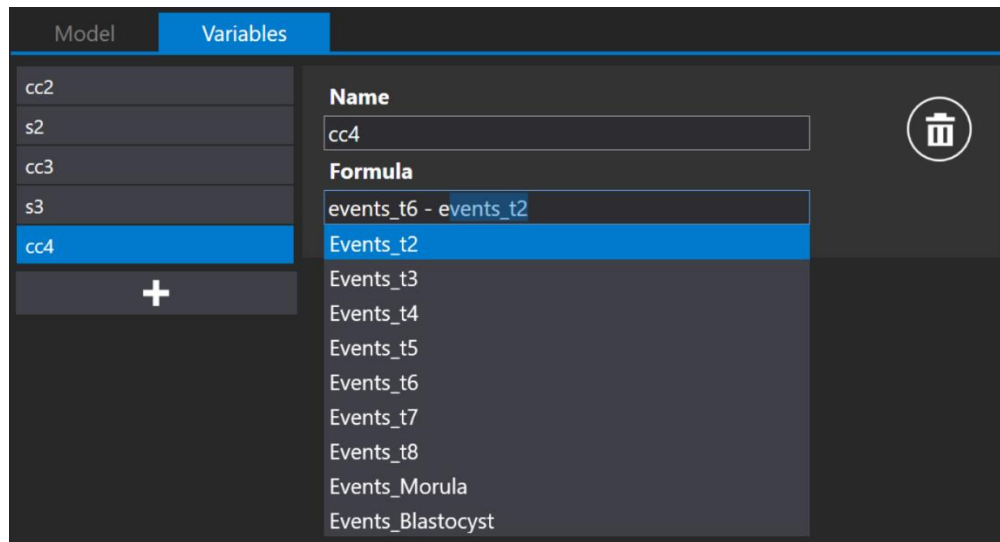 Model Variables
cc2
s2
cc3
s3
cc4
Name
cc4
Formula
events_t6 - events_t2
Events_t2
Events_t3
Events_t4
Events_t5
Events_t6
Events_t7
Events_t8
Events_Morula
Events_Blastocyst